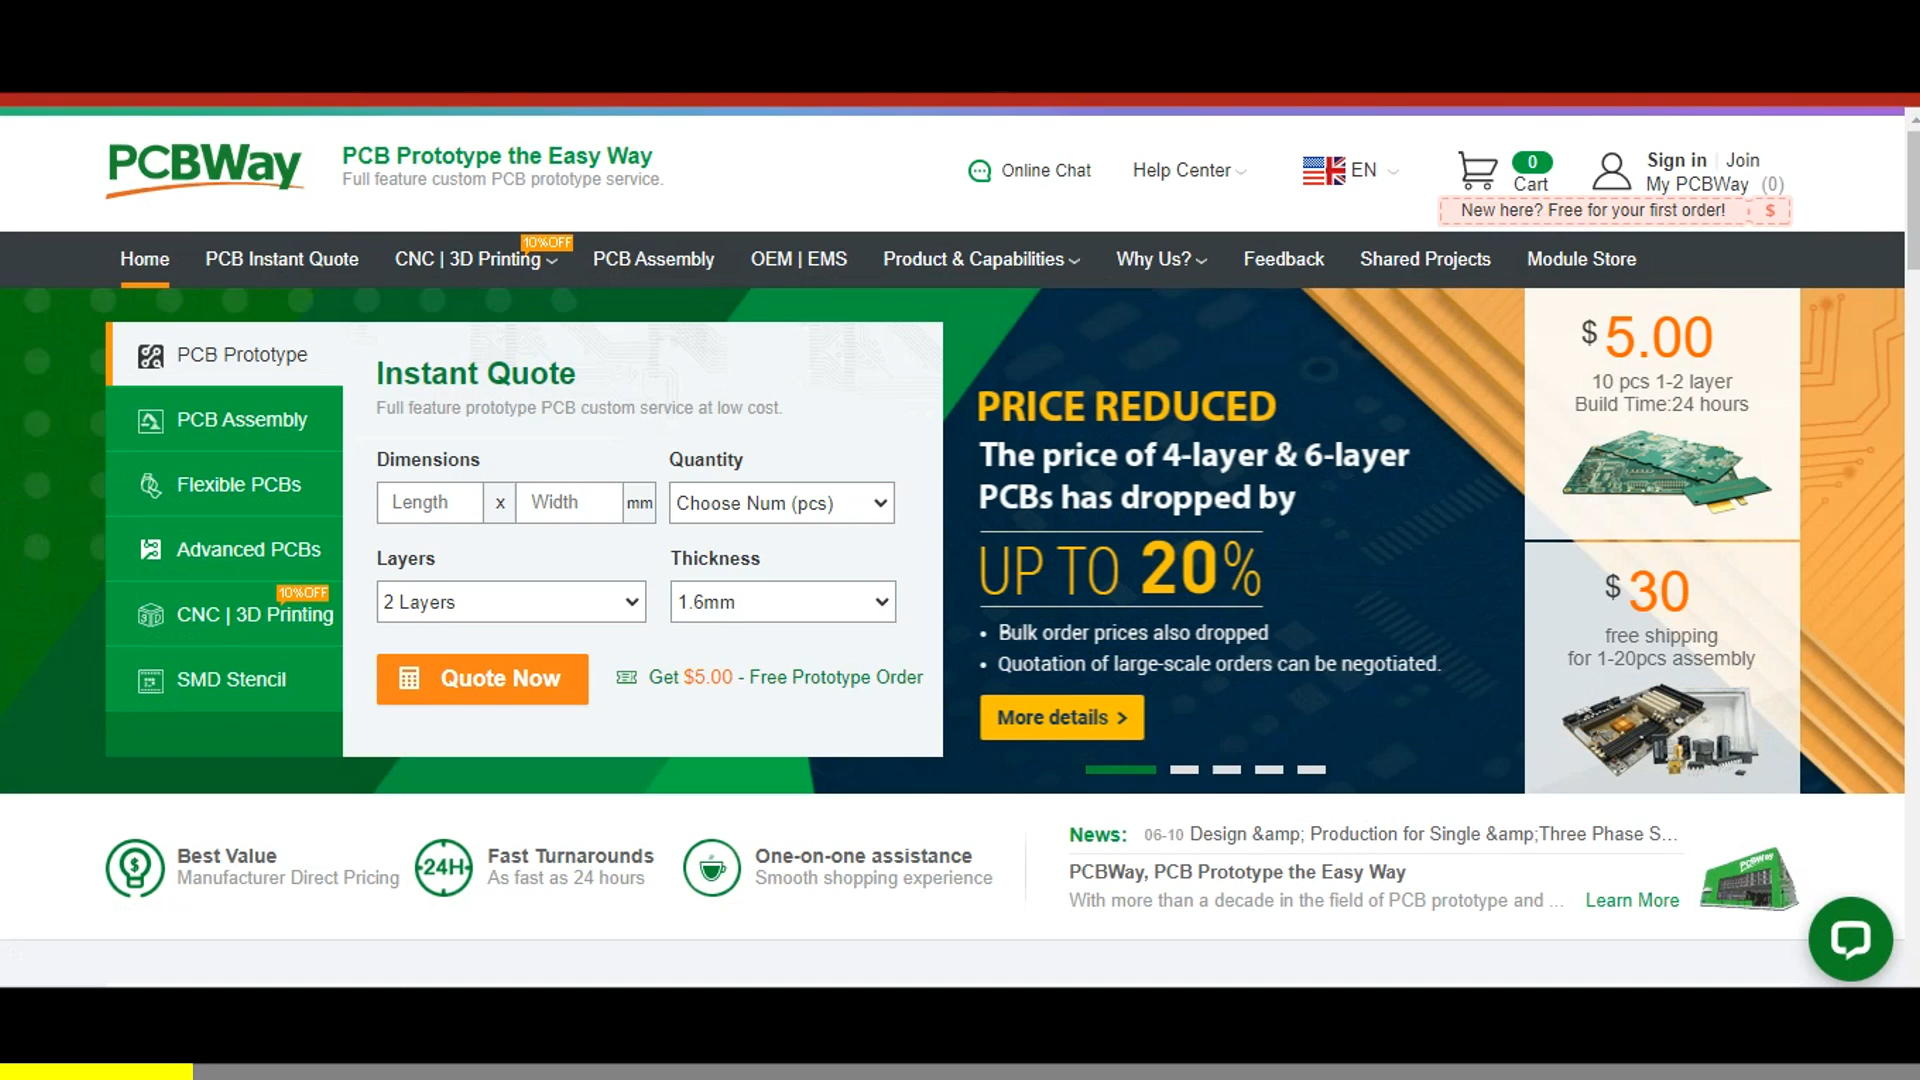 PCBWay
PCB Prototype the Easy Way
Full feature custom PCB prototype service.
Online Chat
Help Center
EN
0
Cart
Sign in | Join
My PCBWay (0)
New here? Free for your first order! $
Home
PCB Instant Quote
CNC | 3D Printing
10%OFF
PCB Assembly
OEM | EMS
Product & Capabilities
Why Us?
Feedback
Shared Projects
Module Store
PCB Prototype
PCB Assembly
Flexible PCBs
Advanced PCBs
10%OFF
CNC | 3D Printing
SMD Stencil
Instant Quote
Full feature prototype PCB custom service at low cost.
Dimensions
Quantity
Length x Width mm
Choose Num (pcs)
Layers
Thickness
2 Layers
1.6mm
Quote Now
Get $5.00 - Free Prototype Order
PRICE REDUCED
The price of 4-layer & 6-layer
PCBs has dropped by
UP TO 20%
• Bulk order prices also dropped
• Quotation of large-scale orders can be negotiated.
More details >
$ 5.00
10 pcs 1-2 layer
Build Time:24 hours
$ 30
free shipping
for 1-20pcs assembly
$
Best Value
Manufacturer Direct Pricing
24H
Fast Turnarounds
As fast as 24 hours
One-on-one assistance
Smooth shopping experience
News: 06-10 Design &amp; Production for Single &amp;Three Phase S...
PCBWay, PCB Prototype the Easy Way
With more than a decade in the field of PCB prototype and ... Learn More
PCBWay